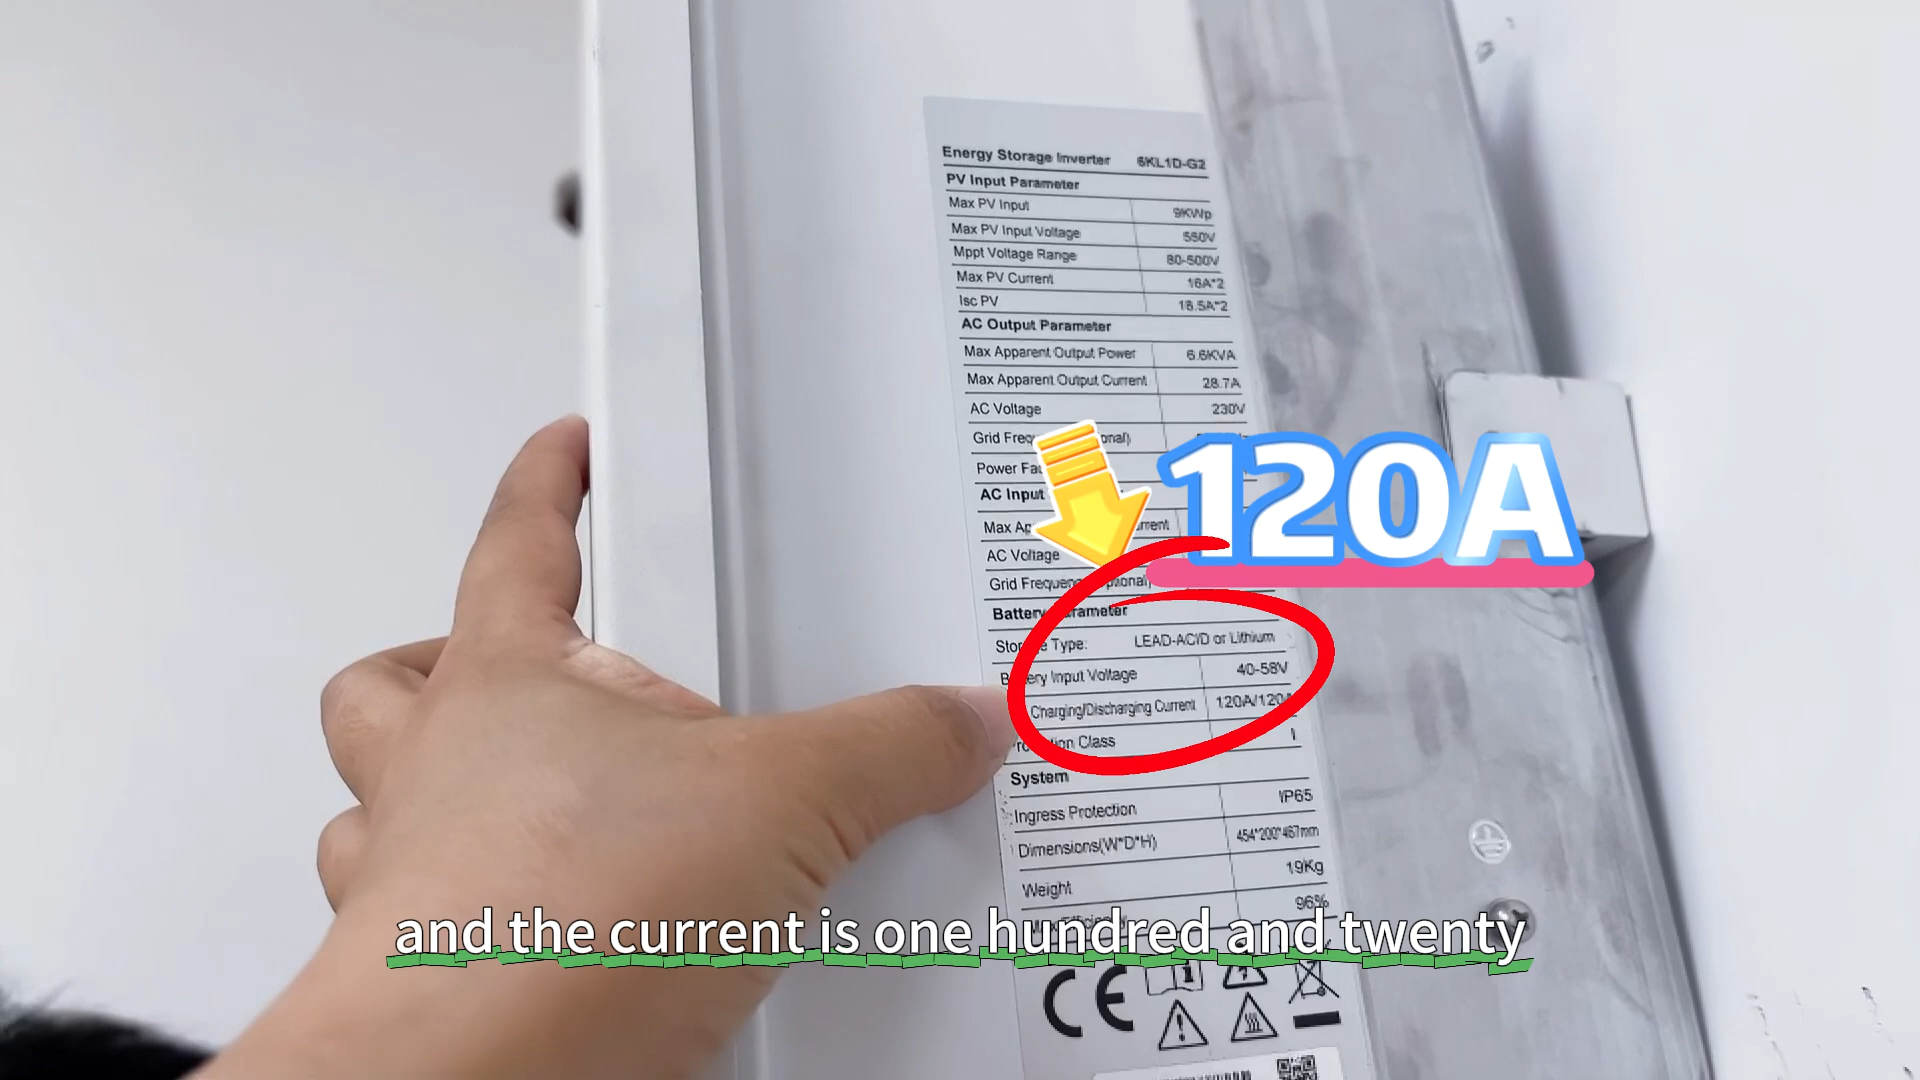 Energy Storage Inverter 6KL1D-G2
PV Input Parameter
Max PV Input 9KWp
Max PV Input Voltage 550V
Mppt Voltage Range 80-500V
Max PV Current 16A*2
Isc PV 18.5A*2
AC Output Parameter
Max Apparent Output Power 6.6KVA
Max Apparent Output Current 28.7A
AC Voltage 230V
Grid onal)
Power
AC Input
120A
Max
AC Voltage
Grid
Battery
Type: LEAD-ACID or Lithium
Input Voltage 40-58V
Charging/Discharging Current 120A/120
Class I
System
Ingress Protection IP65
Dimensions(W*D*H) 454*200*467mm
Weight 19Kg
96%
and the current is one hundred and twenty
CE